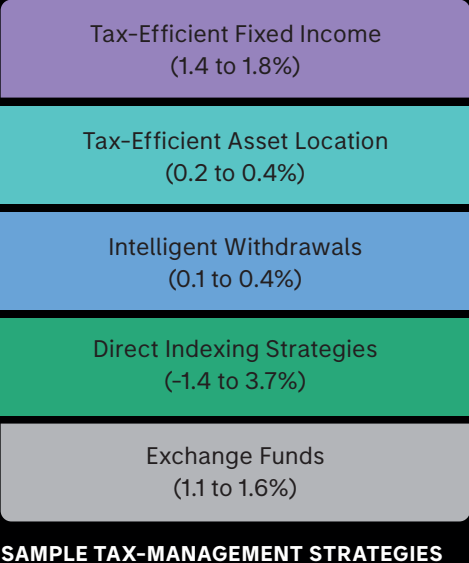 Tax-Efficient Fixed Income
(1.4 to 1.8%)
Tax-Efficient Asset Location
(0.2 to 0.4%)
Intelligent Withdrawals
(0.1 to 0.4%)
Direct Indexing Strategies
(-1.4 to 3.7%)
Exchange Funds
(1.1 to 1.6%)
SAMPLE TAX-MANAGEMENT STRATEGIES